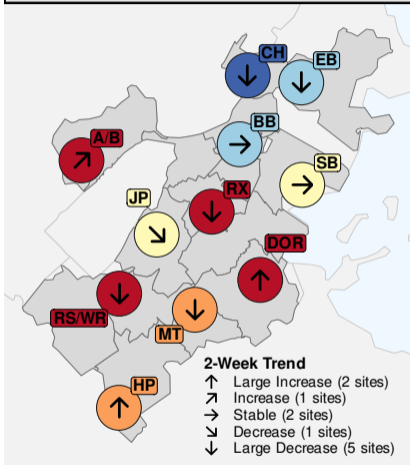 CH
EB
BB
A/B
SB
JP
RX
DOR
RS/WR
MT
HP
2-Week Trend
↑ Large Increase (2 sites)
↗ Increase (1 sites)
→ Stable (2 sites)
↘ Decrease (1 sites)
↓ Large Decrease (5 sites)